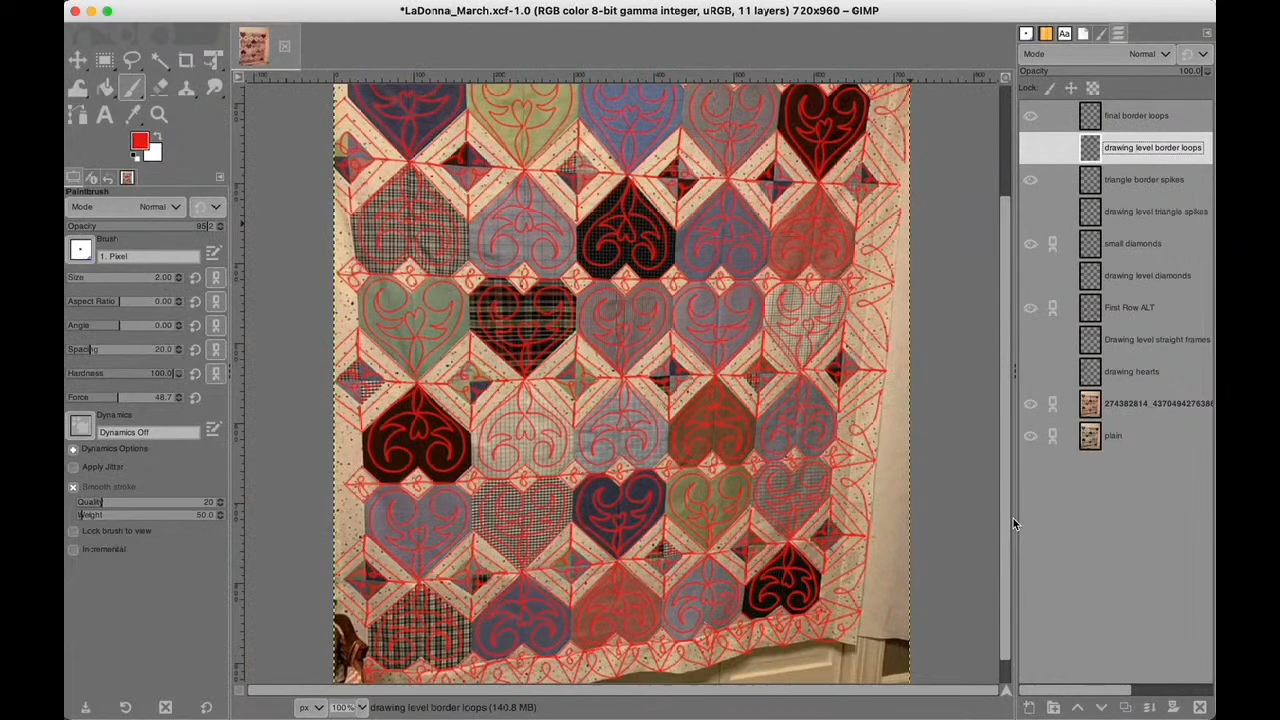 *LaDonna_March.xcf-1.0 (RGB color 8-bit gamma integer, uRGB, 11 layers) 720x960 – GIMP
Paintbrush
Mode Normal
Opacity 95.2
Brush
1. Pixel
Size 2.00
Aspect Ratio 0.00
Angle 0.00
Spacing 20.0
Hardness 100.0
Force 48.7
Dynamics
Dynamics Off
Dynamics Options
Apply Jitter
Smooth stroke
Quality 20
Weight 50.0
Lock brush to view
Incremental
px 100% drawing level border loops (140.8 MB)
Aa
Mode Normal
Opacity 100.0
Lock:
final border loops
drawing level border loops
triangle border spikes
drawing level triangle spikes
small diamonds
drawing level diamonds
First Row ALT
Drawing level straight frames
drawing hearts
274382814_4370494276386
plain